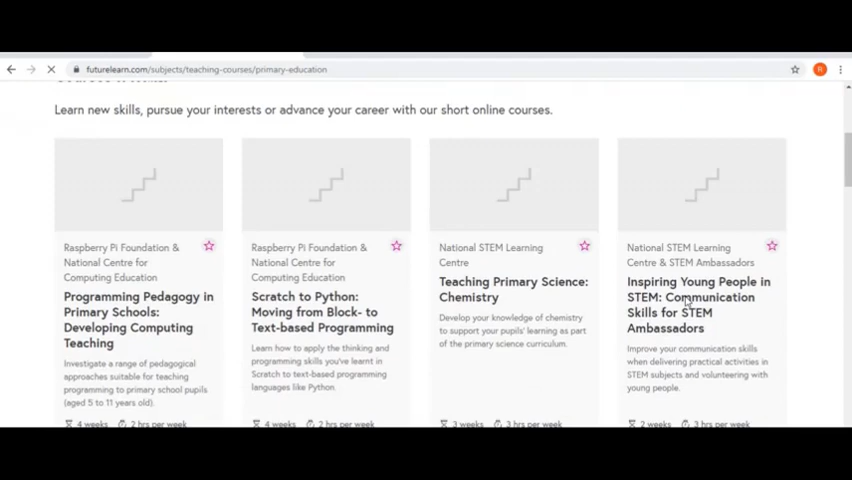 futurelearn.com/subjects/teaching-courses/primary-education
R
Learn new skills, pursue your interests or advance your career with our short online courses.
Raspberry Pi Foundation &
National Centre for
Computing Education
Programming Pedagogy in
Primary Schools:
Developing Computing
Teaching
Investigate a range of pedagogical
approaches suitable for teaching
programming to primary school pupils
(aged 5 to 11 years old).
4 weeks 2 hrs per week
Raspberry Pi Foundation &
National Centre for
Computing Education
Scratch to Python:
Moving from Block- to
Text-based Programming
Learn how to apply the thinking and
programming skills you've learnt in
Scratch to text-based programming
languages like Python.
4 weeks 2 hrs per week
National STEM Learning
Centre
Teaching Primary Science:
Chemistry
Develop your knowledge of chemistry
to support your pupils' learning as part
of the primary science curriculum.
3 weeks 3 hrs per week
National STEM Learning
Centre & STEM Ambassadors
Inspiring Young People in
STEM: Communication
Skills for STEM
Ambassadors
Improve your communication skills
when delivering practical activities in
STEM subjects and volunteering with
young people.
2 weeks 3 hrs per week